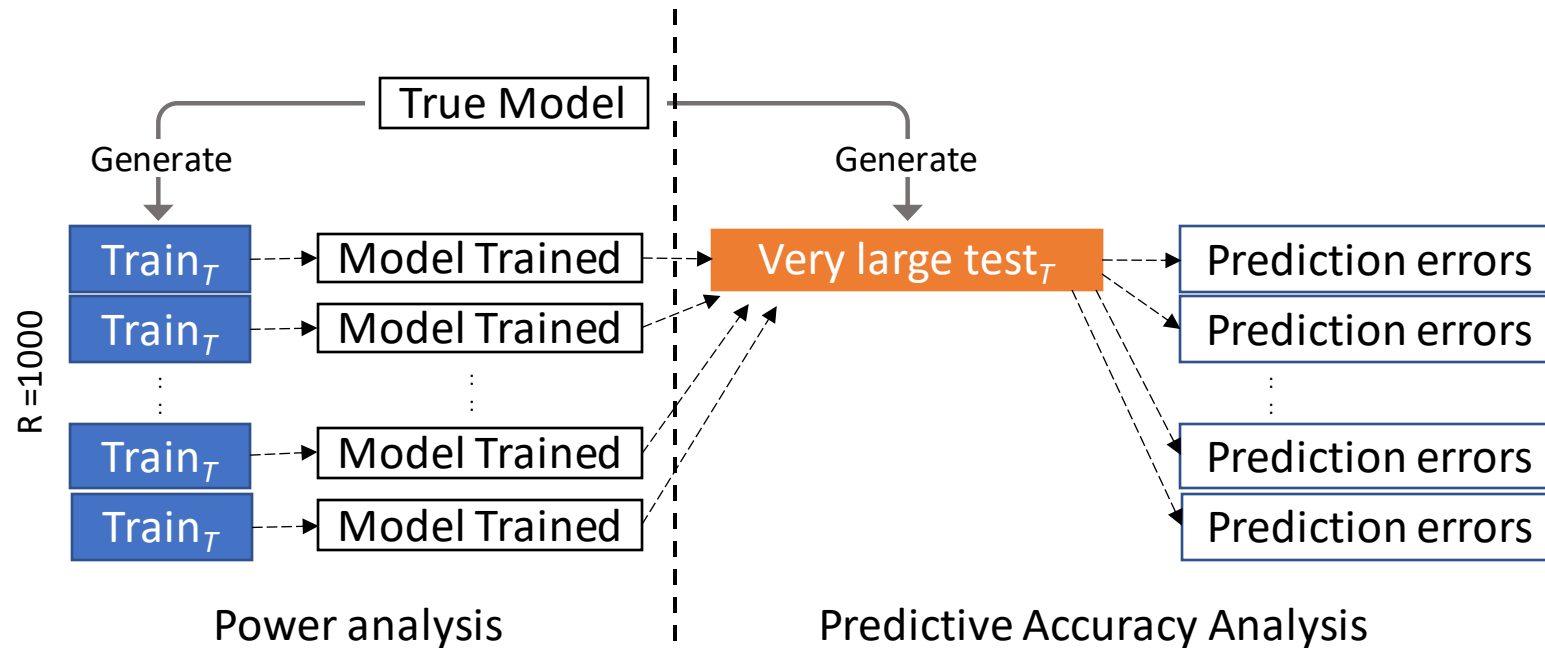 True Model
Generate
Generate
Train_T
Model Trained
Very large test_T
Prediction errors
Train_T
Model Trained
Prediction errors
R =1000
Train_T
Model Trained
Prediction errors
Train_T
Model Trained
Prediction errors
Power analysis
Predictive Accuracy Analysis